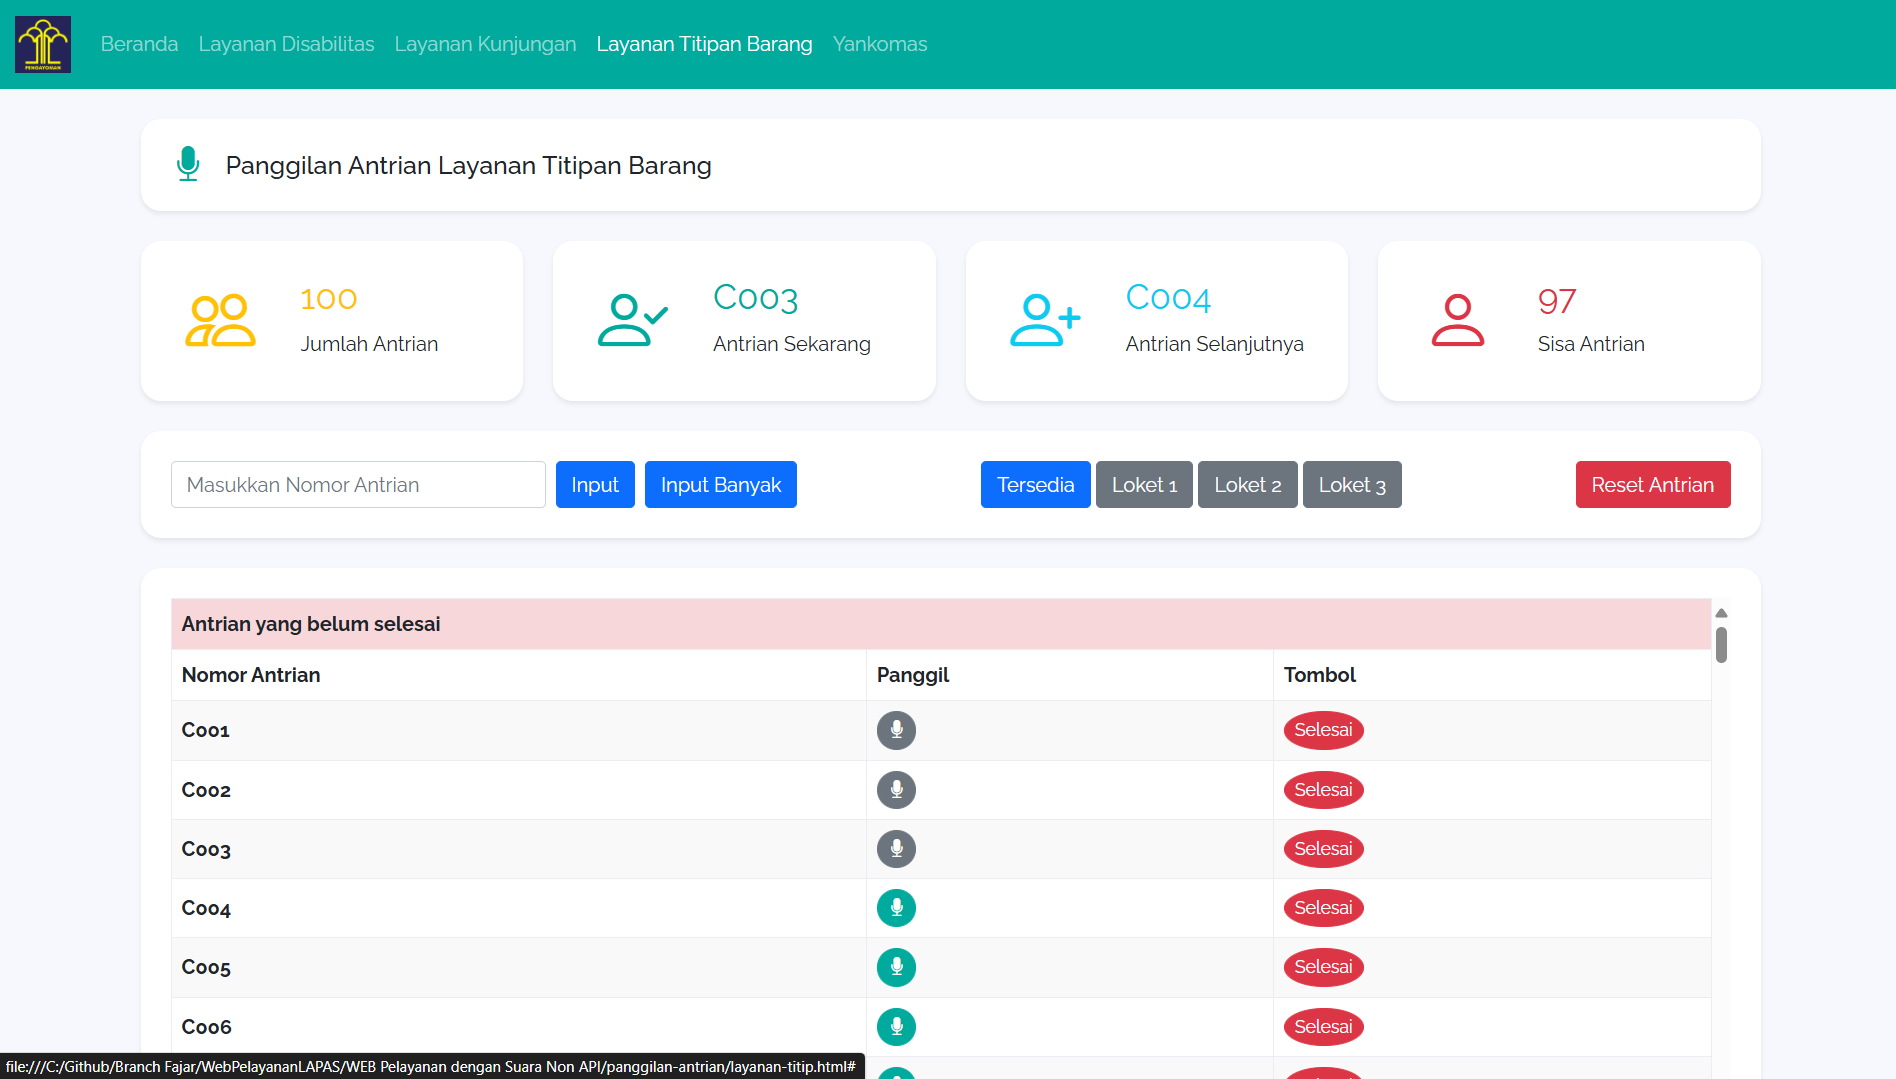 PENGAYOMAN
Beranda Layanan Disabilitas Layanan Kunjungan Layanan Titipan Barang Yankomas
Panggilan Antrian Layanan Titipan Barang
100
Jumlah Antrian
C003
Antrian Sekarang
C004
Antrian Selanjutnya
97
Sisa Antrian
Masukkan Nomor Antrian Input Input Banyak Tersedia Loket 1 Loket 2 Loket 3 Reset Antrian
Antrian yang belum selesai
Nomor Antrian Panggil Tombol
C001 Selesai
C002 Selesai
C003 Selesai
C004 Selesai
C005 Selesai
C006 Selesai
file:///C:/Github/Branch Fajar/WebPelayananLAPAS/WEB Pelayanan dengan Suara Non API/panggilan-antrian/layanan-titip.html#